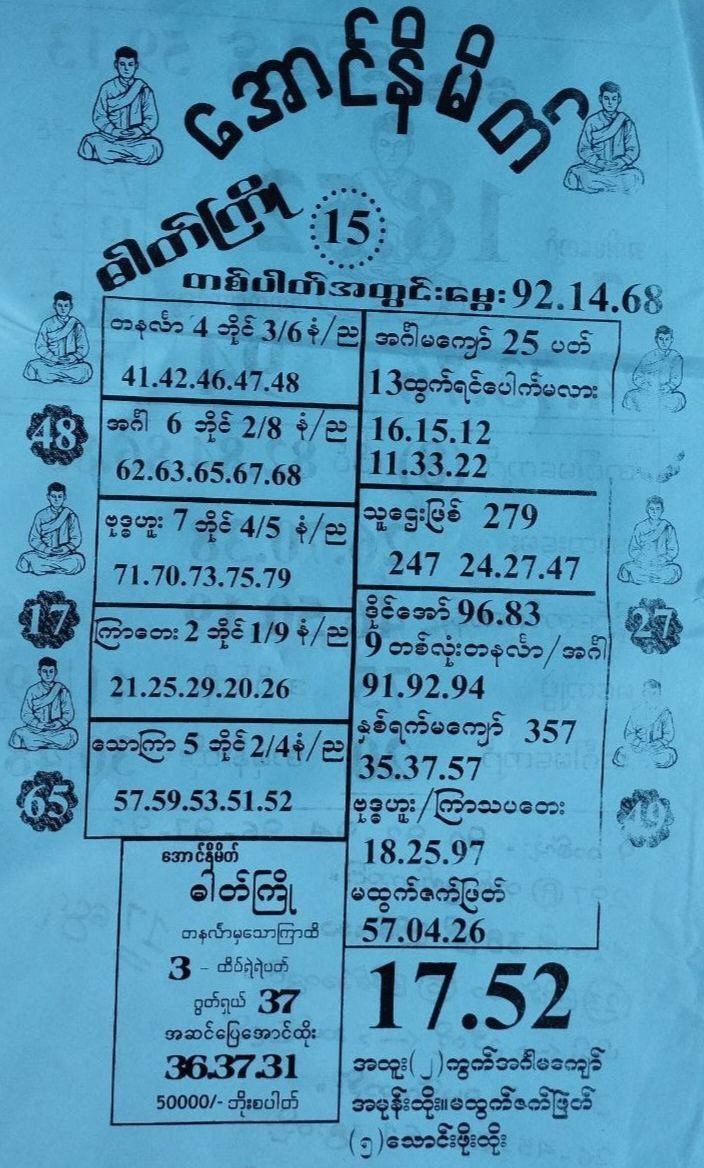 အောင်နိမိတ်
ဓါတ်ကြို 15
တစ်ပါတ်အတွင်းမွေး 92.14.68
တနင်္လာ 4 ဘိုင် 3/6 နံ/ည
41.42.46.47.48
48
အင်္ဂါ 6 ဘိုင် 2/8 နံ/ည
62.63.65.67.68
ဗုဒ္ဓဟူး 7 ဘိုင် 4/5 နံ/ည
71.70.73.75.79
17
ကြာတေး 2 ဘိုင် 1/9 နံ/ည
21.25.29.20.26
သောကြာ 5 ဘိုင် 2/4 နံ/ည
57.59.53.51.52
65
အင်္ဂါမကျော် 25 ပတ်
13ထွက်ရင်ပေါက်မလား
16.15.12
11.33.22
သူဌေးဖြစ် 279
247 24.27.47
ဒိုင်အော် 96.83
27
9 တစ်လုံးတနင်္လာ/အင်္ဂါ
91.92.94
နှစ်ရက်မကျော် 357
35.37.57
ဗုဒ္ဓဟူး/ကြာသပတေး
49
18.25.97
မထွက်ဇက်ဖြတ်
57.04.26
အောင်နိမိတ်
ဓါတ်ကြို
တနင်္လာမှသောကြာထိ
3 - ထိပ်ရဲရဲပတ်
ဂွတ်ရှယ် 37
အဆင်ပြေအောင်ထိုး
36.37.31
50000/- ဘိုးစပါတ်
17.52
အထူး(၂)ကွက်အင်္ဂါမကျော်
အမုန်းထိုး။မထွက်ဇက်ဖြတ်
(၅)သောင်းဖိုးထိုး